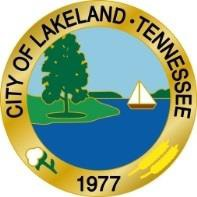 CITY OF LAKELAND · TENNESSEE
1977